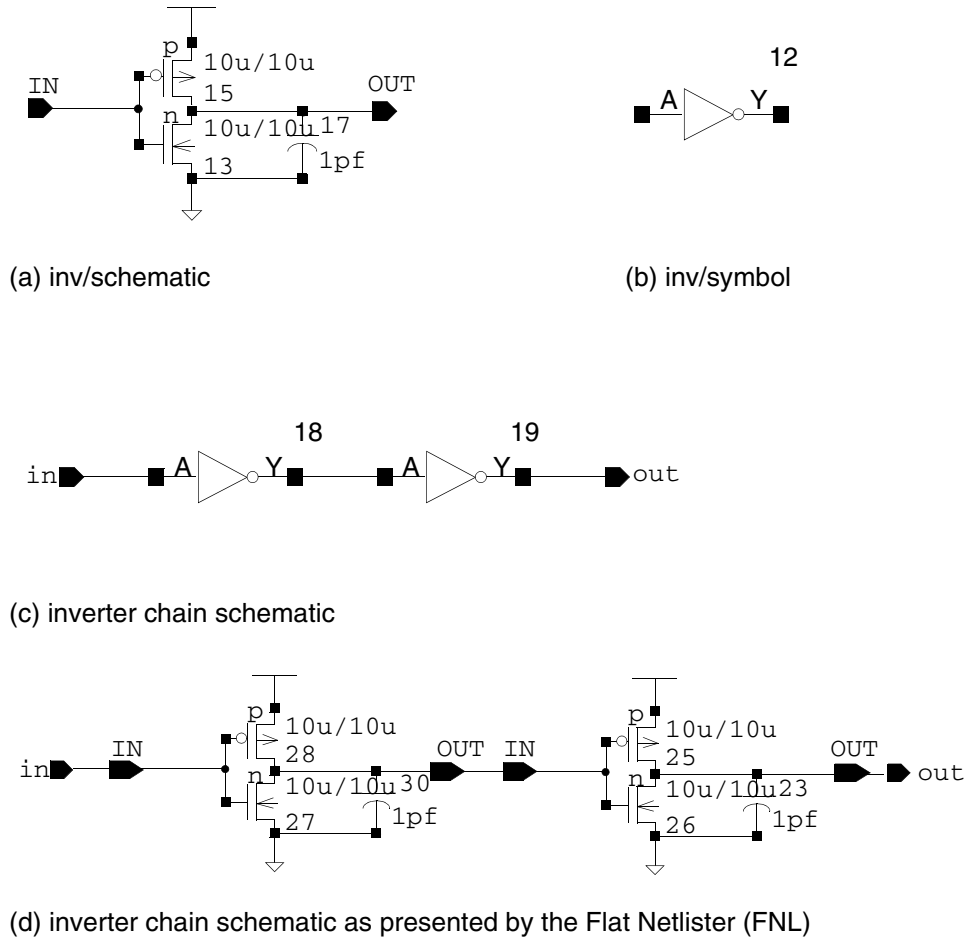 p
10u/10u
IN
15
OUT
n
10u/10u 17
13
1pf
12
A
Y
(a) inv/schematic
(b) inv/symbol
18
19
in
A
Y
A
Y
out
(c) inverter chain schematic
p
10u/10u
IN
28
OUT
IN
in
n
10u/10u 30
27
1pf
p
10u/10u
25
OUT
out
n
10u/10u 23
26
1pf
(d) inverter chain schematic as presented by the Flat Netlister (FNL)